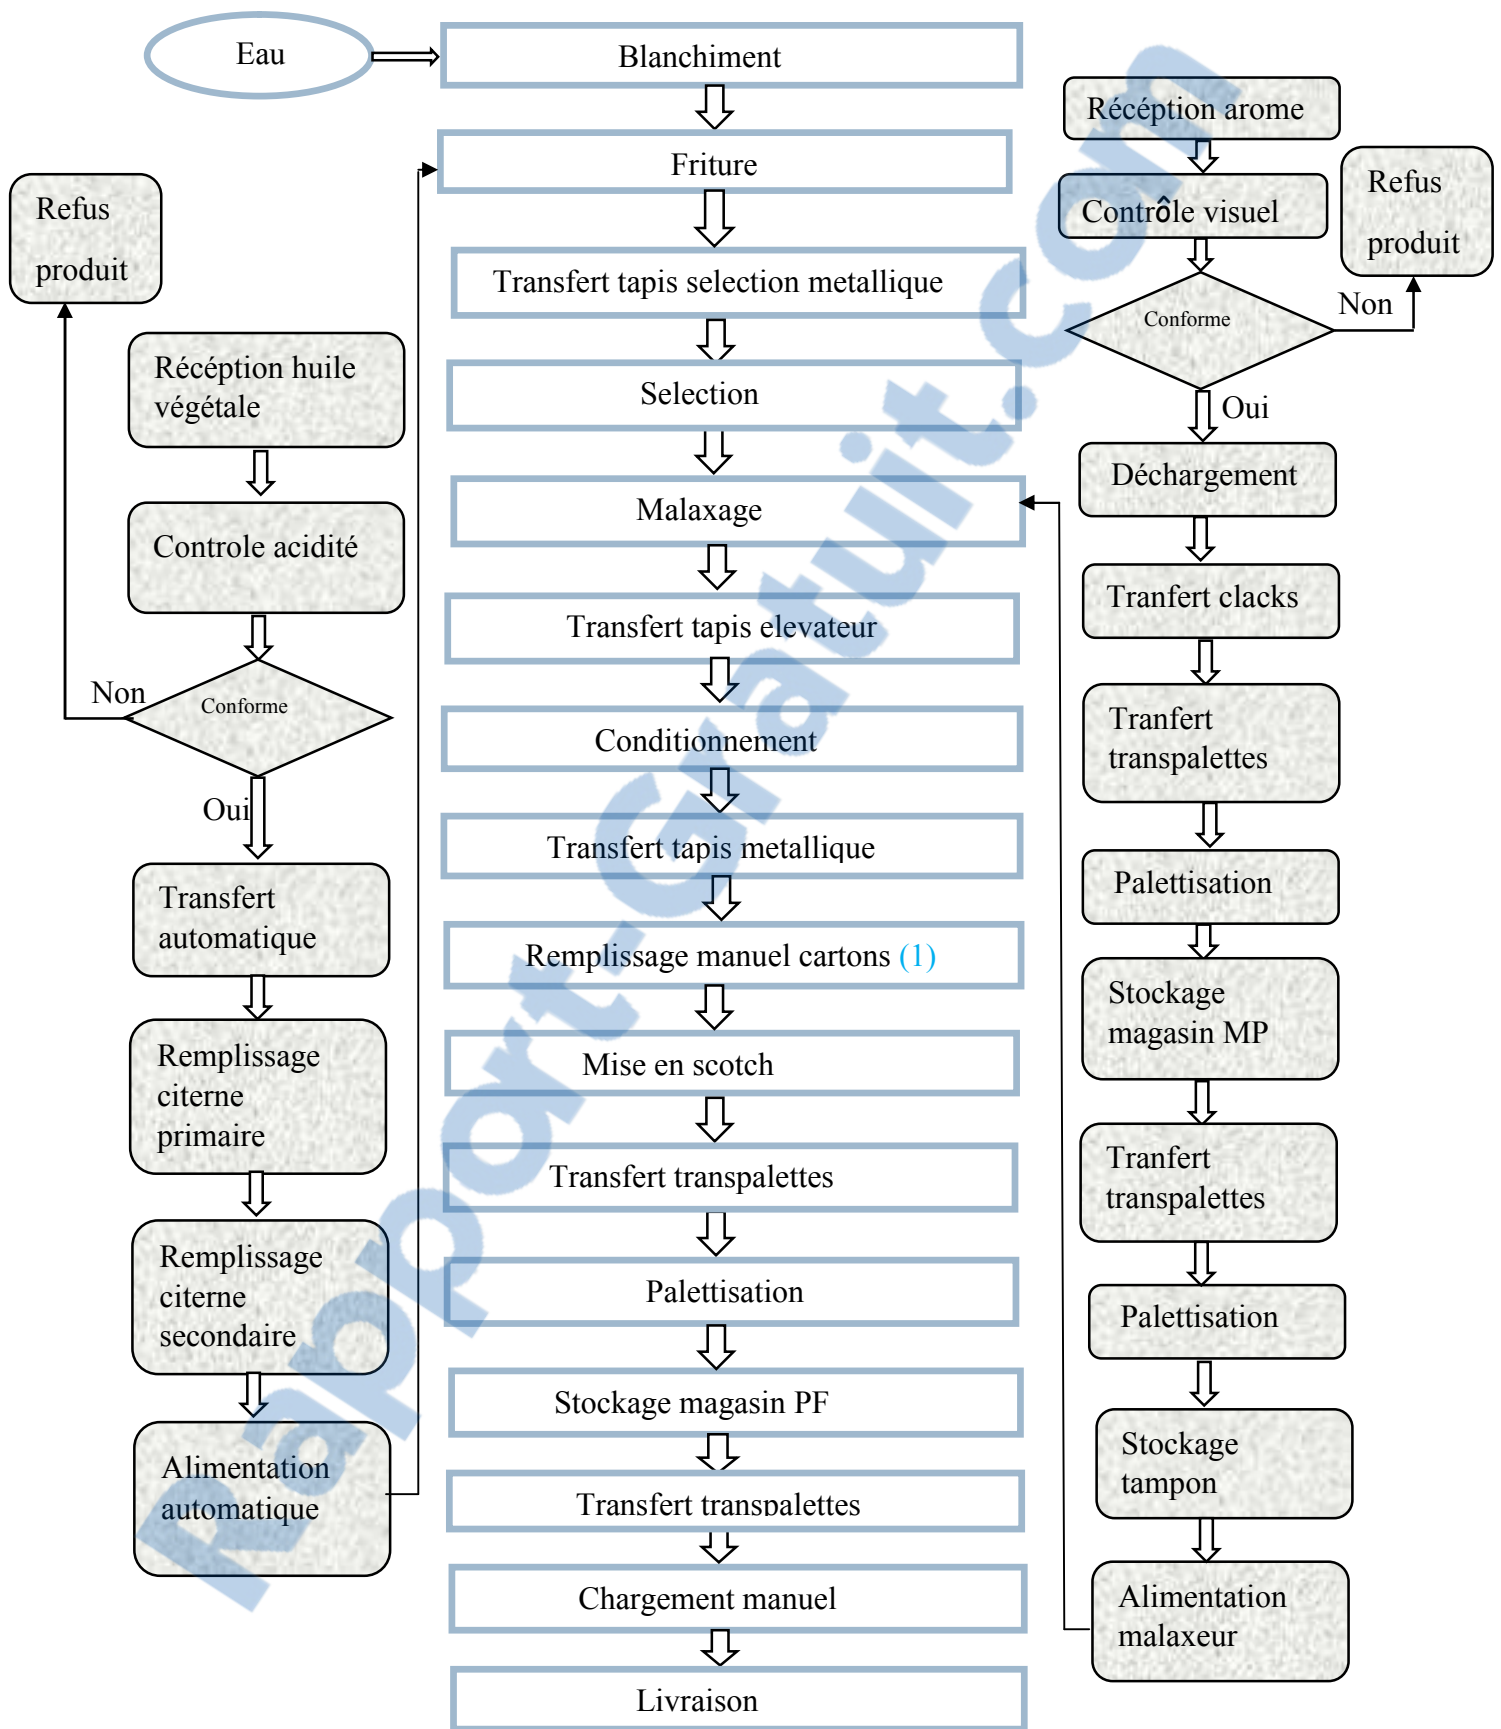 Eau
Blanchiment
Friture
Transfert tapis selection metallique
Selection
Malaxage
Transfert tapis elevateur
Conditionnement
Transfert tapis metallique
Remplissage manuel cartons (1)
Mise en scotch
Transfert transpalettes
Palettisation
Stockage magasin PF
Transfert transpalettes
Chargement manuel
Livraison
Refus
produit
Récéption huile
végétale
Controle acidité
Conforme
Non
Oui
Transfert
automatique
Remplissage
citerne
primaire
Remplissage
citerne
secondaire
Alimentation
automatique
Récéption arome
Contrôle visuel
Refus
produit
Conforme
Non
Oui
Déchargement
Tranfert clacks
Tranfert
transpalettes
Palettisation
Stockage
magasin MP
Tranfert
transpalettes
Palettisation
Stockage
tampon
Alimentation
malaxeur
Rapport-Gratuit.com